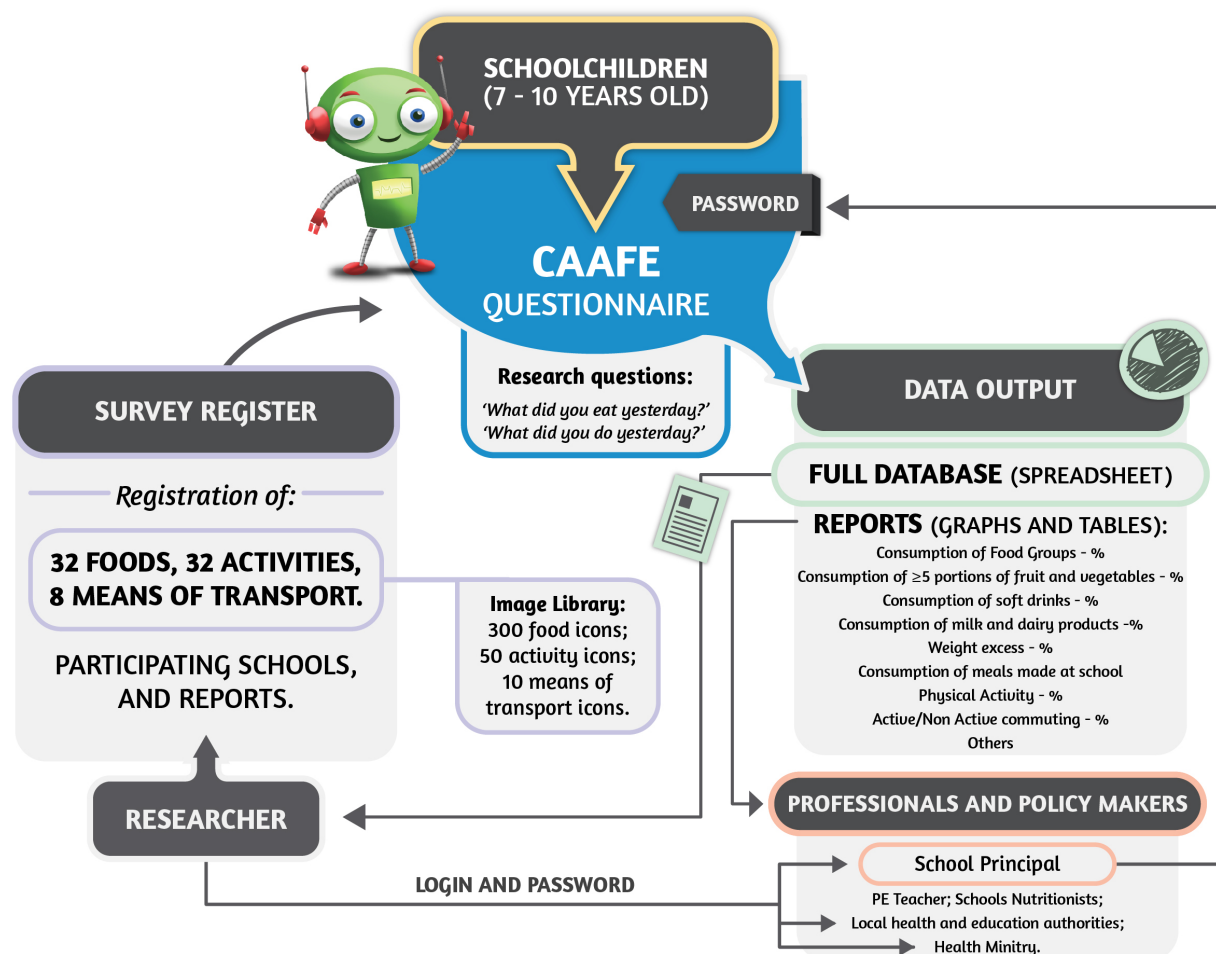 SCHOOLCHILDREN
(7 - 10 YEARS OLD)
PASSWORD
CAAFE
QUESTIONNAIRE
Research questions:
‘What did you eat yesterday?’
‘What did you do yesterday?’
SURVEY REGISTER
Registration of:
32 FOODS, 32 ACTIVITIES,
8 MEANS OF TRANSPORT.
PARTICIPATING SCHOOLS,
AND REPORTS.
Image Library:
300 food icons;
50 activity icons;
10 means of
transport icons.
RESEARCHER
LOGIN AND PASSWORD
DATA OUTPUT
FULL DATABASE (SPREADSHEET)
REPORTS (GRAPHS AND TABLES):
Consumption of Food Groups - %
Consumption of ≥5 portions of fruit and vegetables - %
Consumption of soft drinks - %
Consumption of milk and dairy products -%
Weight excess - %
Consumption of meals made at school
Physical Activity - %
Active/Non Active commuting - %
Others
PROFESSIONALS AND POLICY MAKERS
School Principal
PE Teacher; Schools Nutritionists;
Local health and education authorities;
Health Minitry.